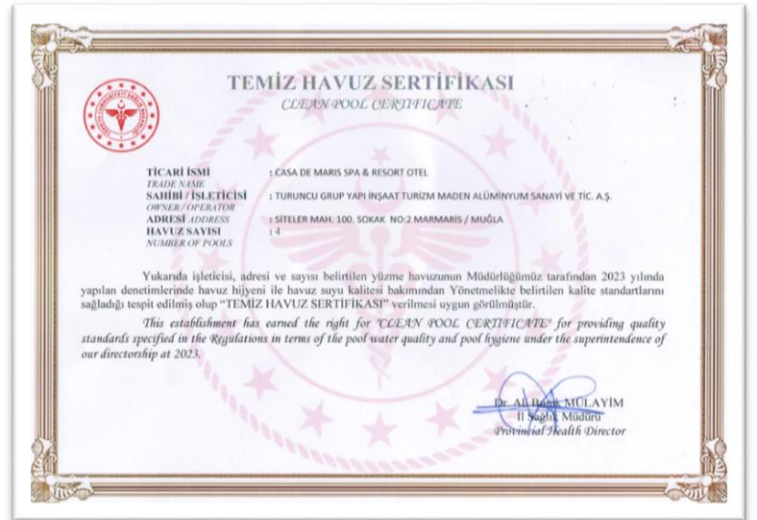 TEMİZ HAVUZ SERTİFİKASI
CLEAN POOL CERTIFICATE
TİCARİ İSMİ : CASA DE MARIS SPA & RESORT OTEL
TRADE NAME
SAHİBİ / İŞLETİCİSİ : TURUNCU GRUP YAPI İNŞAAT TURİZM MADEN ALÜMİNYUM SANAYİ VE TİC. A.Ş.
OWNER / OPERATOR
ADRESİ ADDRESS : SİTELER MAH. 100. SOKAK NO:2 MARMARİS / MUĞLA
HAVUZ SAYISI : 4
NUMBER OF POOLS
Yukarıda işleticisi, adresi ve sayısı belirtilen yüzme havuzunun Müdürlüğümüz tarafından 2023 yılında
yapılan denetimlerinde havuz hijyeni ile havuz suyu kalitesi bakımından Yönetmelikte belirtilen kalite standartlarını
sağladığı tespit edilmiş olup “TEMİZ HAVUZ SERTİFİKASI” verilmesi uygun görülmüştür.
This establishment has earned the right for "CLEAN POOL CERTIFICATE" for providing quality
standards specified in the Regulations in terms of the pool water quality and pool hygiene under the superintendence of
our directorship at 2023.
Dr. Ali MÜLAYİM
İl Sağlık Müdürü
Provincial Health Director